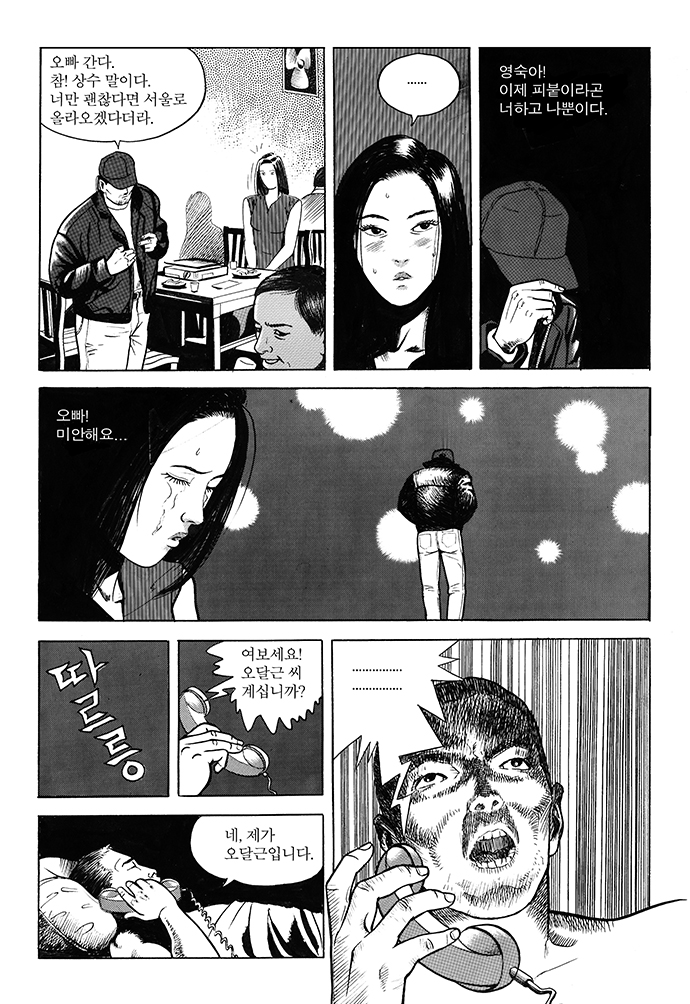 오빠 간다.
참! 상수 말이다.
너만 괜찮다면 서울로
올라오겠다더라.
……
영숙아!
이제 피붙이라곤
너하고 나뿐이다.
오빠!
미안해요…
따르르릉
여보세요!
오달근 씨
계십니까?
네, 제가
오달근입니다.
……………
……………